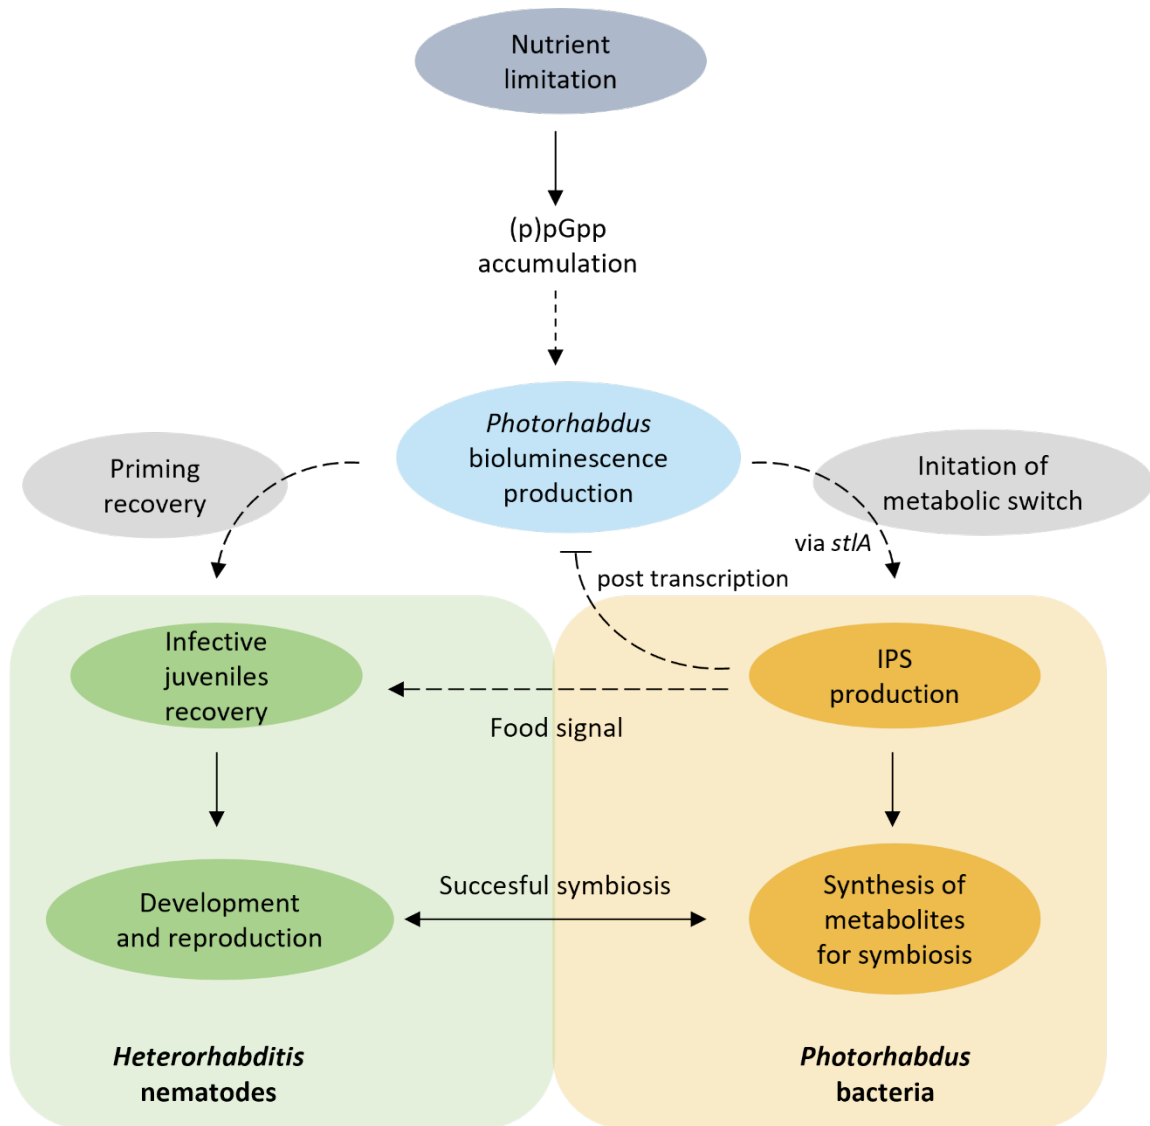 Nutrient
limitation
(p)pGpp
accumulation
Photorhabdus
bioluminescence
production
Priming
recovery
Initation of
metabolic switch
via stlA
post transcription
Infective
juveniles
recovery
IPS
production
Food signal
Development
and reproduction
Succesful symbiosis
Synthesis of
metabolites
for symbiosis
Heterorhabditis
nematodes
Photorhabdus
bacteria